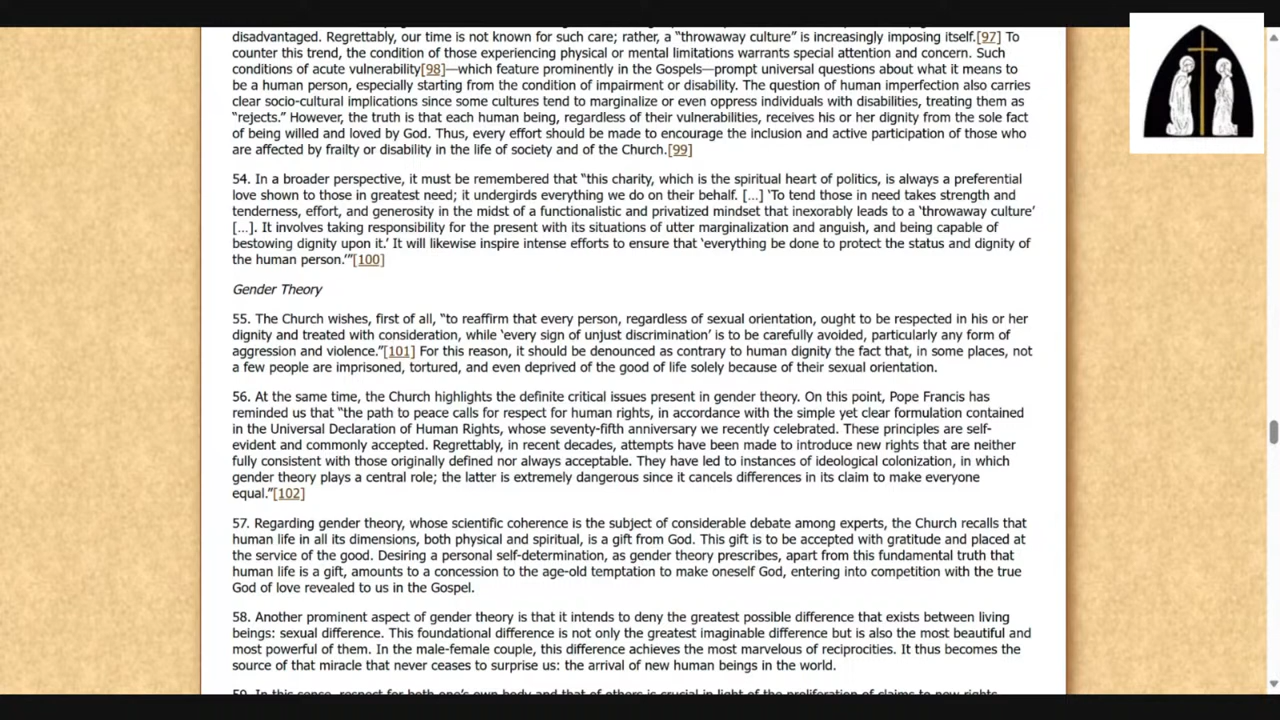 disadvantaged. Regrettably, our time is not known for such care; rather, a “throwaway culture” is increasingly imposing itself.[97] To
counter this trend, the condition of those experiencing physical or mental limitations warrants special attention and concern. Such
conditions of acute vulnerability[98]—which feature prominently in the Gospels—prompt universal questions about what it means to
be a human person, especially starting from the condition of impairment or disability. The question of human imperfection also carries
clear socio-cultural implications since some cultures tend to marginalize or even oppress individuals with disabilities, treating them as
“rejects.” However, the truth is that each human being, regardless of their vulnerabilities, receives his or her dignity from the sole fact
of being willed and loved by God. Thus, every effort should be made to encourage the inclusion and active participation of those who
are affected by frailty or disability in the life of society and of the Church.[99]
54. In a broader perspective, it must be remembered that “this charity, which is the spiritual heart of politics, is always a preferential
love shown to those in greatest need; it undergirds everything we do on their behalf. […] ‘To tend those in need takes strength and
tenderness, effort, and generosity in the midst of a functionalistic and privatized mindset that inexorably leads to a ‘throwaway culture’
[…]. It involves taking responsibility for the present with its situations of utter marginalization and anguish, and being capable of
bestowing dignity upon it.’ It will likewise inspire intense efforts to ensure that ‘everything be done to protect the status and dignity of
the human person.’”[100]
Gender Theory
55. The Church wishes, first of all, “to reaffirm that every person, regardless of sexual orientation, ought to be respected in his or her
dignity and treated with consideration, while ‘every sign of unjust discrimination’ is to be carefully avoided, particularly any form of
aggression and violence.”[101] For this reason, it should be denounced as contrary to human dignity the fact that, in some places, not
a few people are imprisoned, tortured, and even deprived of the good of life solely because of their sexual orientation.
56. At the same time, the Church highlights the definite critical issues present in gender theory. On this point, Pope Francis has
reminded us that “the path to peace calls for respect for human rights, in accordance with the simple yet clear formulation contained
in the Universal Declaration of Human Rights, whose seventy-fifth anniversary we recently celebrated. These principles are self-
evident and commonly accepted. Regrettably, in recent decades, attempts have been made to introduce new rights that are neither
fully consistent with those originally defined nor always acceptable. They have led to instances of ideological colonization, in which
gender theory plays a central role; the latter is extremely dangerous since it cancels differences in its claim to make everyone
equal.”[102]
57. Regarding gender theory, whose scientific coherence is the subject of considerable debate among experts, the Church recalls that
human life in all its dimensions, both physical and spiritual, is a gift from God. This gift is to be accepted with gratitude and placed at
the service of the good. Desiring a personal self-determination, as gender theory prescribes, apart from this fundamental truth that
human life is a gift, amounts to a concession to the age-old temptation to make oneself God, entering into competition with the true
God of love revealed to us in the Gospel.
58. Another prominent aspect of gender theory is that it intends to deny the greatest possible difference that exists between living
beings: sexual difference. This foundational difference is not only the greatest imaginable difference but is also the most beautiful and
most powerful of them. In the male-female couple, this difference achieves the most marvelous of reciprocities. It thus becomes the
source of that miracle that never ceases to surprise us: the arrival of new human beings in the world.
59. In this sense, respect for both one’s own body and that of others is crucial in light of the proliferation of claims to new rights